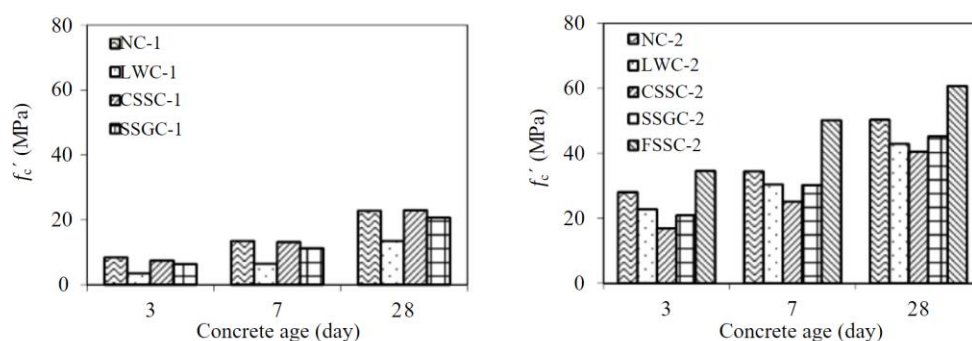 80
60
40
20
0
fc´ (MPa)
NC-1
LWC-1
CSSC-1
SSGC-1
3 7 28
Concrete age (day)
80
60
40
20
0
fc´ (MPa)
NC-2
LWC-2
CSSC-2
SSGC-2
FSSC-2
3 7 28
Concrete age (day)